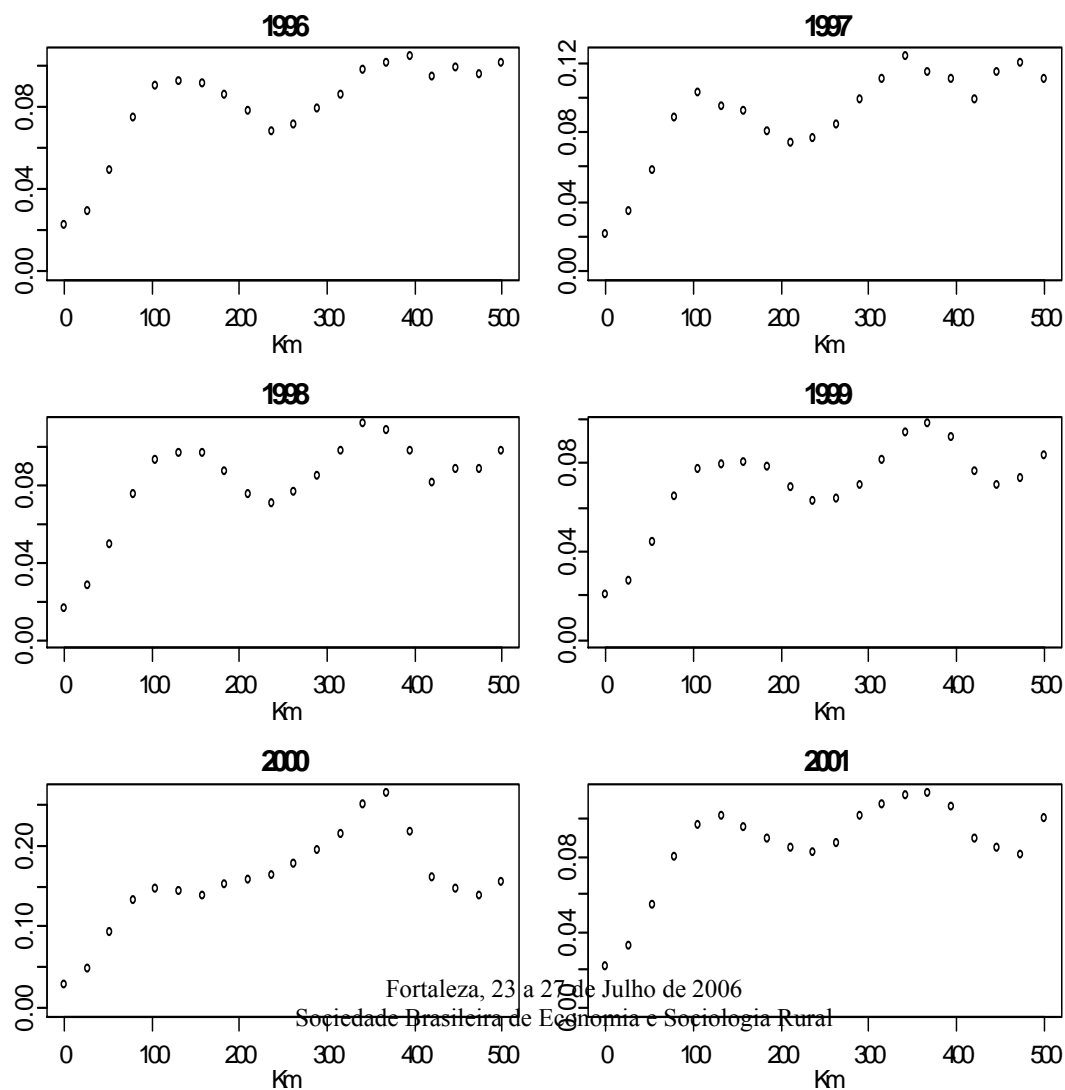 1996
1997
0.00 0.04 0.08
0.00 0.04 0.08 0.12
0 100 200 300 400 500
0 100 200 300 400 500
Km
Km
1998
1999
0.00 0.04 0.08
0.00 0.04 0.08
0 100 200 300 400 500
0 100 200 300 400 500
Km
Km
2000
2001
0.00 0.10 0.20
0.00 0.04 0.08
Fortaleza, 23 a 27 de Julho de 2006
Sociedade Brasileira de Economia e Sociologia Rural
0 100 200 300 400 500
0 100 200 300 400 500
Km
Km